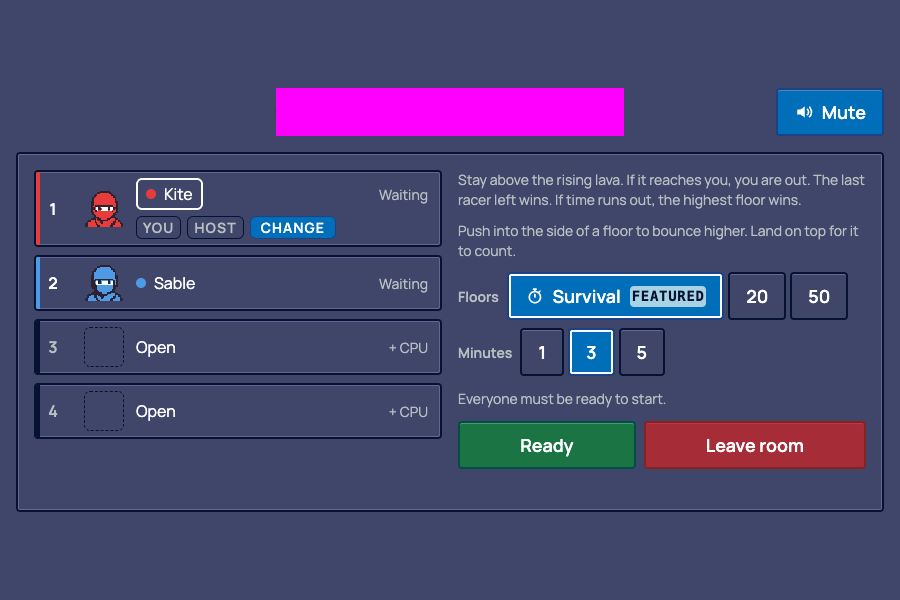 Mute
1
Kite
Waiting
YOU HOST CHANGE
2
Sable
Waiting
3
Open
+ CPU
4
Open
+ CPU
Stay above the rising lava. If it reaches you, you are out. The last
racer left wins. If time runs out, the highest floor wins.
Push into the side of a floor to bounce higher. Land on top for it
to count.
Floors Survival FEATURED 20 50
Minutes 1 3 5
Everyone must be ready to start.
Ready Leave room